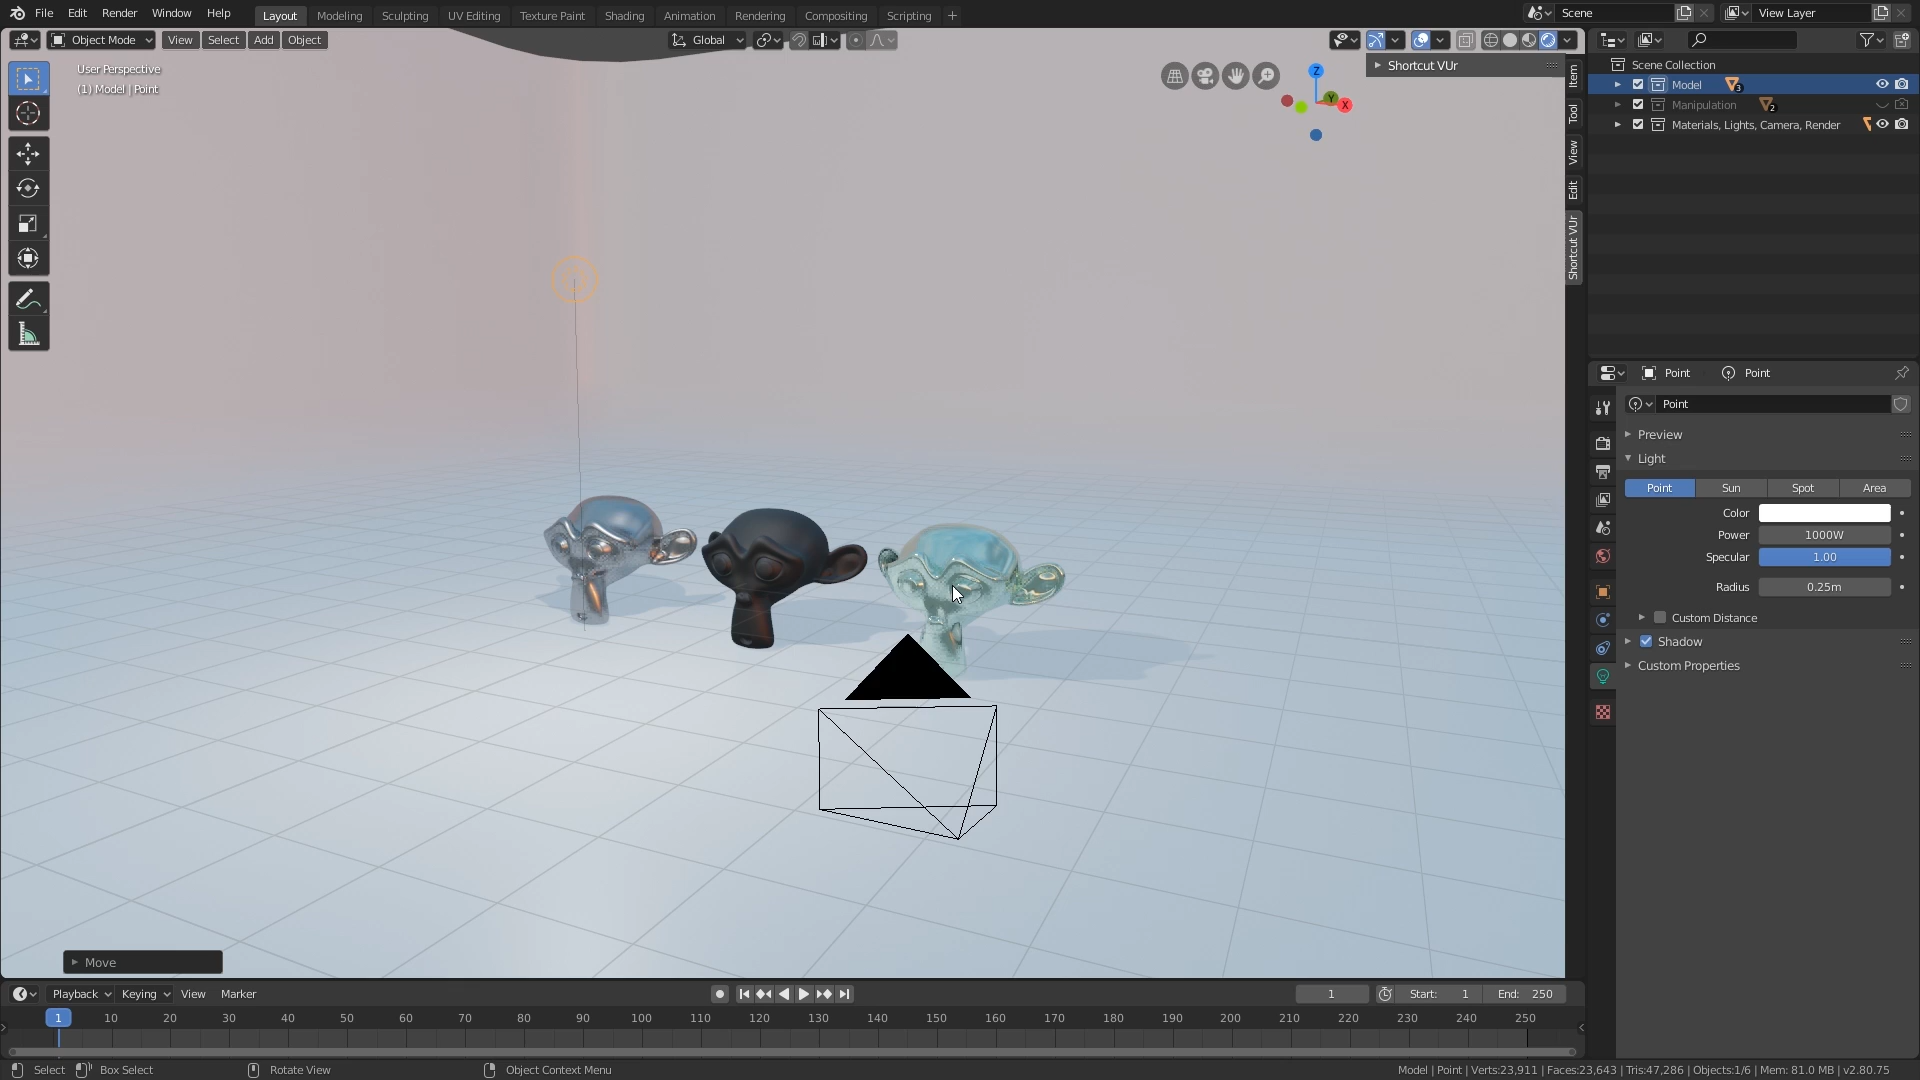 File Edit Render Window Help Layout Modeling Sculpting UV Editing Texture Paint Shading Animation Rendering Compositing Scripting + Scene View Layer
Object Mode View Select Add Object Global
User Perspective
(1) Model | Point
Shortcut VUr
Z
Y
X
Item
Tool
View
Edit
Shortcut VUr
Scene Collection
Model 3
Manipulation 2
Materials, Lights, Camera, Render
Point Point
Point
Preview
Light
Point Sun Spot Area
Color
Power 1000W
Specular 1.00
Radius 0.25m
Custom Distance
Shadow
Custom Properties
Move
Playback Keying View Marker 1 Start: 1 End: 250
1 10 20 30 40 50 60 70 80 90 100 110 120 130 140 150 160 170 180 190 200 210 220 230 240 250
Select Box Select Rotate View Object Context Menu Model | Point | Verts:23,911 | Faces:23,643 | Tris:47,286 | Objects:1/6 | Mem: 81.0 MB | v2.80.75